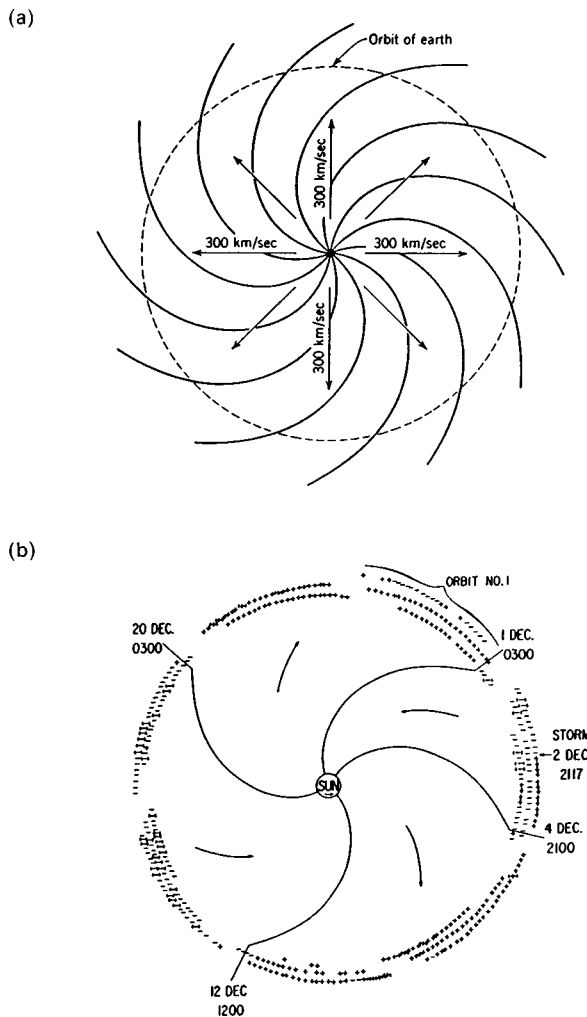 (a)
Orbit of earth
300 km/sec
300 km/sec
300 km/sec
300 km/sec
(b)
ORBIT NO.1
20 DEC.
0300
1 DEC.
0300
STORM
2 DEC
2117
SUN
4 DEC.
2100
12 DEC
1200